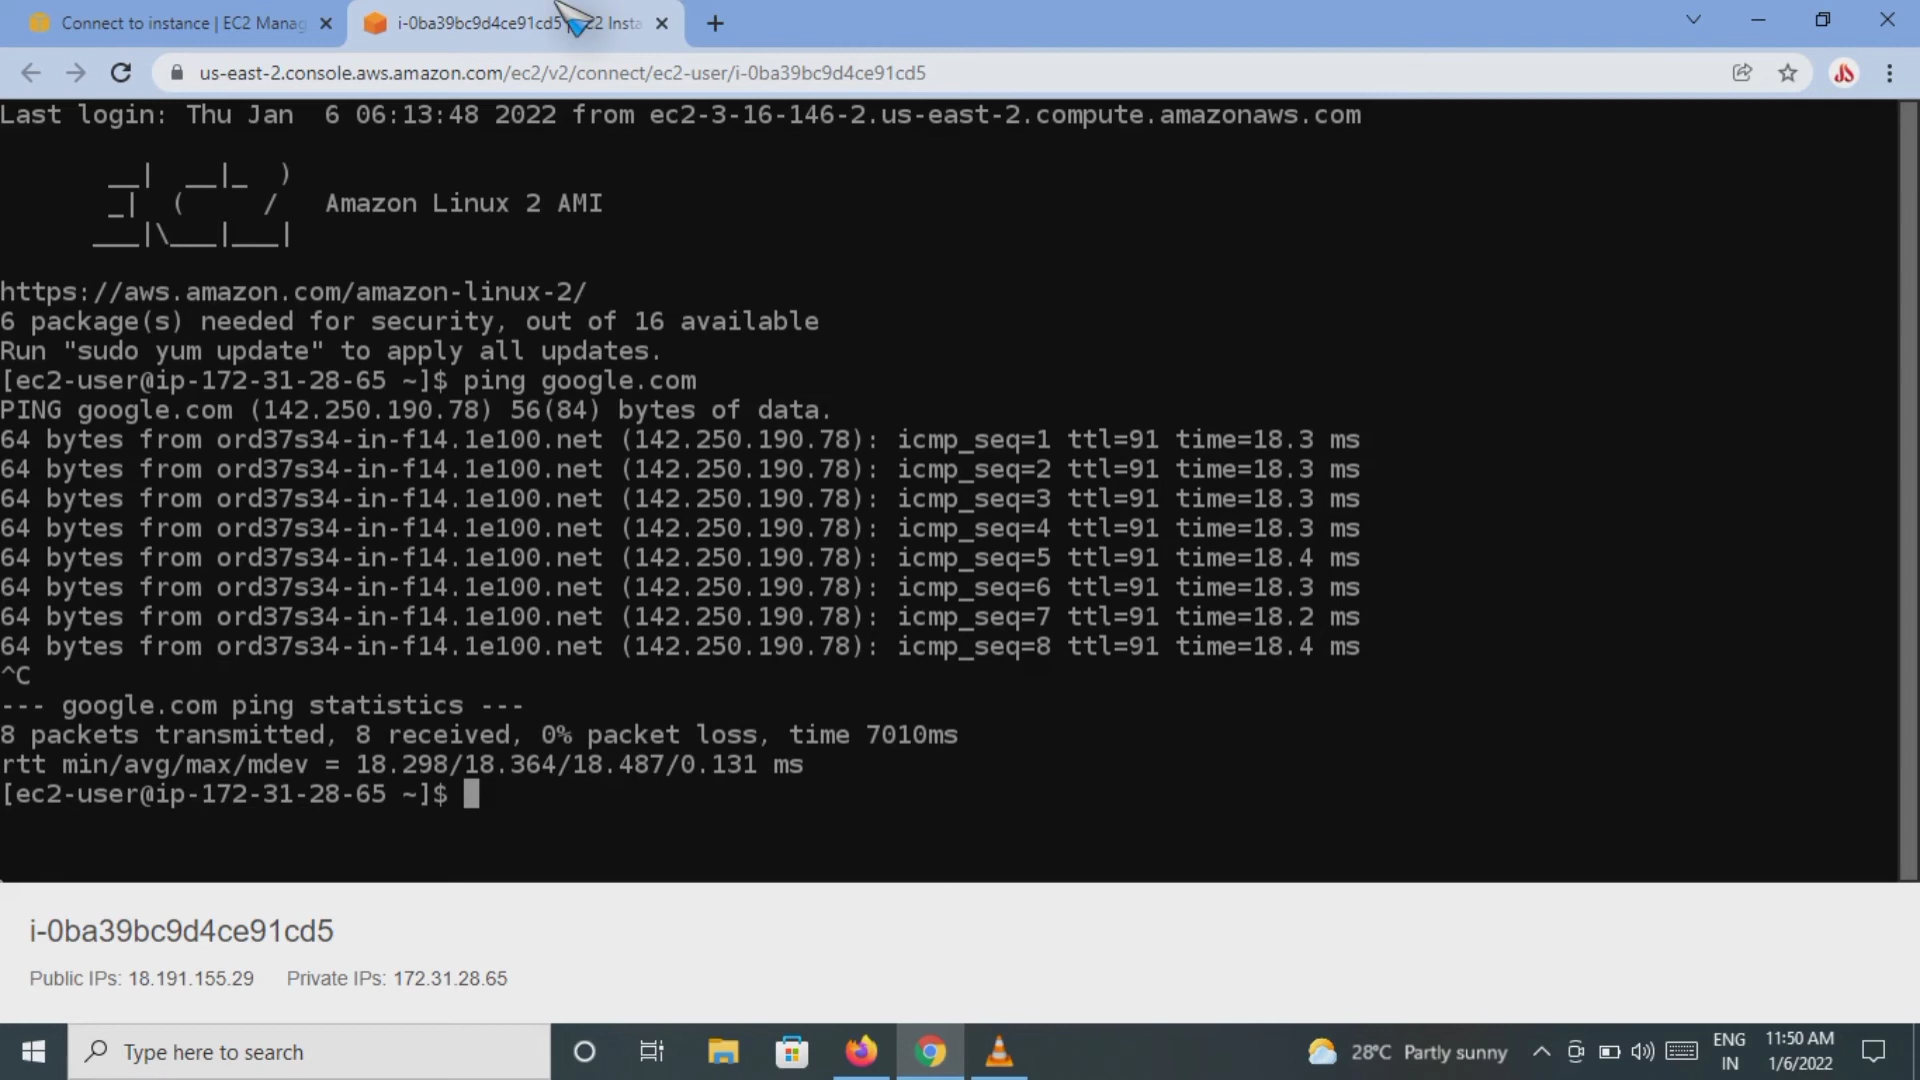 Connect to instance | EC2 Manag
i-0ba39bc9d4ce91cd5 | EC2 Insta
us-east-2.console.aws.amazon.com/ec2/v2/connect/ec2-user/i-0ba39bc9d4ce91cd5
Last login: Thu Jan  6 06:13:48 2022 from ec2-3-16-146-2.us-east-2.compute.amazonaws.com
       __|  __|_  )
       _|  (     /   Amazon Linux 2 AMI
      ___|\___|___|
https://aws.amazon.com/amazon-linux-2/
6 package(s) needed for security, out of 16 available
Run "sudo yum update" to apply all updates.
[ec2-user@ip-172-31-28-65 ~]$ ping google.com
PING google.com (142.250.190.78) 56(84) bytes of data.
64 bytes from ord37s34-in-f14.1e100.net (142.250.190.78): icmp_seq=1 ttl=91 time=18.3 ms
64 bytes from ord37s34-in-f14.1e100.net (142.250.190.78): icmp_seq=2 ttl=91 time=18.3 ms
64 bytes from ord37s34-in-f14.1e100.net (142.250.190.78): icmp_seq=3 ttl=91 time=18.3 ms
64 bytes from ord37s34-in-f14.1e100.net (142.250.190.78): icmp_seq=4 ttl=91 time=18.3 ms
64 bytes from ord37s34-in-f14.1e100.net (142.250.190.78): icmp_seq=5 ttl=91 time=18.4 ms
64 bytes from ord37s34-in-f14.1e100.net (142.250.190.78): icmp_seq=6 ttl=91 time=18.3 ms
64 bytes from ord37s34-in-f14.1e100.net (142.250.190.78): icmp_seq=7 ttl=91 time=18.2 ms
64 bytes from ord37s34-in-f14.1e100.net (142.250.190.78): icmp_seq=8 ttl=91 time=18.4 ms
^C
--- google.com ping statistics ---
8 packets transmitted, 8 received, 0% packet loss, time 7010ms
rtt min/avg/max/mdev = 18.298/18.364/18.487/0.131 ms
[ec2-user@ip-172-31-28-65 ~]$
i-0ba39bc9d4ce91cd5
Public IPs: 18.191.155.29    Private IPs: 172.31.28.65
Type here to search
28°C Partly sunny
ENG
IN
11:50 AM
1/6/2022